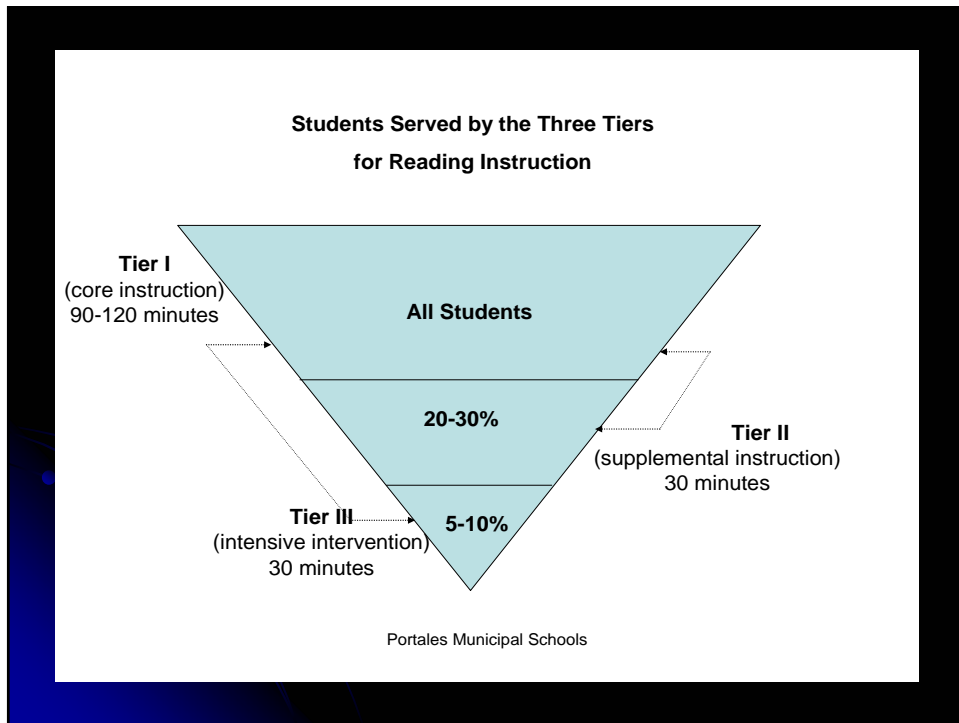 Students Served by the Three Tiers
for Reading Instruction
Tier I
(core instruction)
90-120 minutes
All Students
20-30%
Tier II
(supplemental instruction)
30 minutes
5-10%
Tier III
(intensive intervention)
30 minutes
Portales Municipal Schools